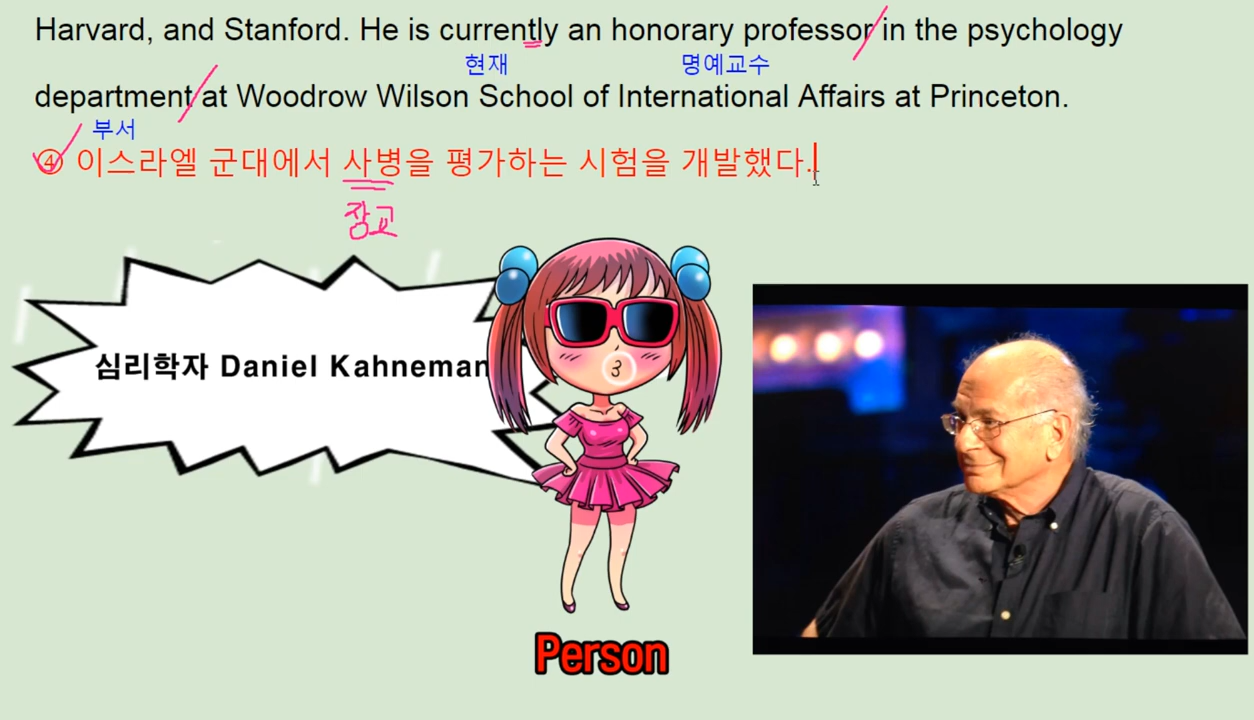 Harvard, and Stanford. He is currently an honorary professor in the psychology
현재 명예교수
department at Woodrow Wilson School of International Affairs at Princeton.
부서
④ 이스라엘 군대에서 사병을 평가하는 시험을 개발했다.
장교
심리학자 Daniel Kahneman
Person